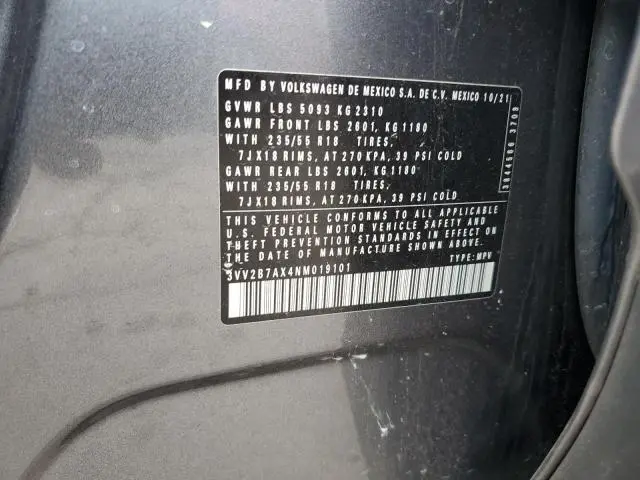 MFD BY VOLKSWAGEN DE MEXICO S.A. DE C.V. MEXICO 10/21
GVWR LBS 5093 KG 2310
GAWR FRONT LBS 2601, KG 1180
WITH 235/55 R18 TIRES,
7JX18 RIMS, AT 270 KPA, 39 PSI COLD
GAWR REAR LBS 2601, KG 1180
WITH 235/55 R18 TIRES,
7JX18 RIMS, AT 270 KPA, 39 PSI COLD
THIS VEHICLE CONFORMS TO ALL APPLICABLE
U.S. FEDERAL MOTOR VEHICLE SAFETY AND
THEFT PREVENTION STANDARDS IN EFFECT ON
THE DATE OF MANUFACTURE SHOWN ABOVE.
3VV2B7AX4NM019101 TYPE: MPV
3709